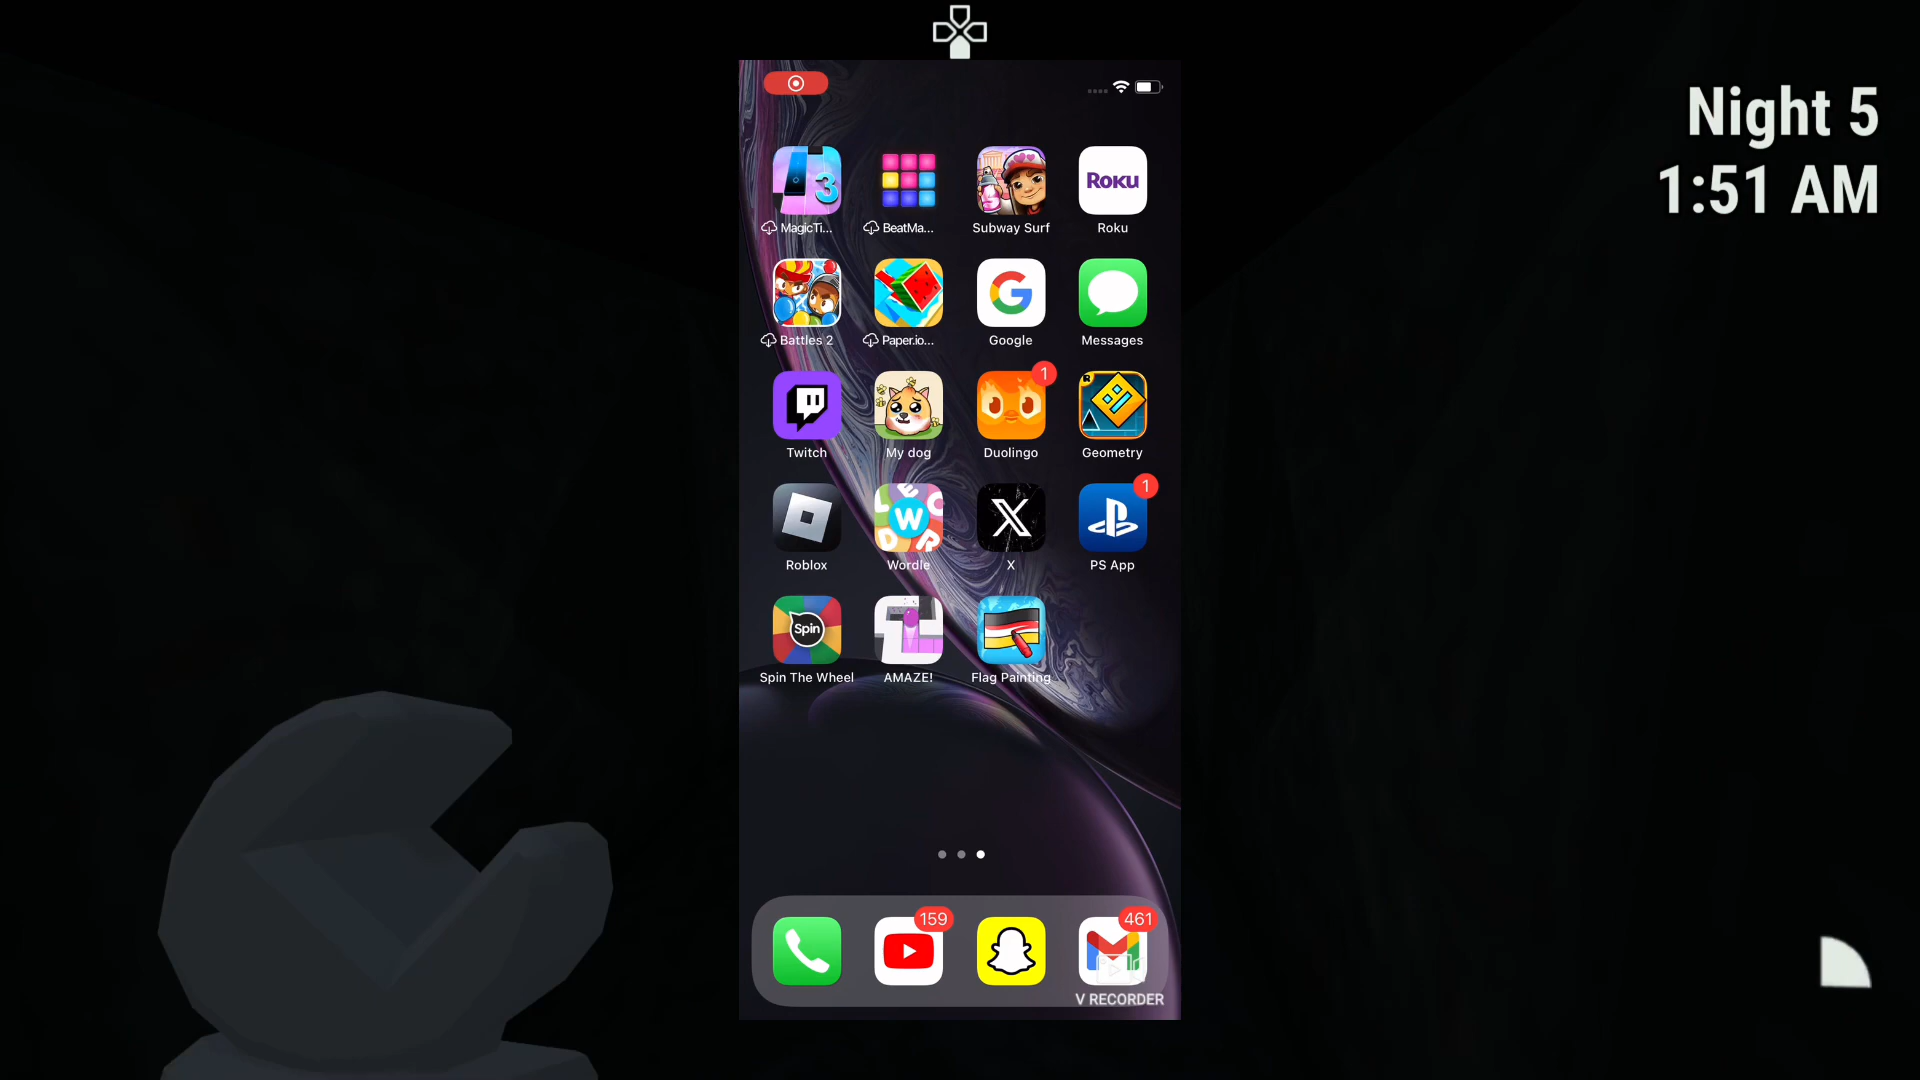 Night 5
1:51 AM
3
MagicTi...
BeatMa...
Subway Surf
Roku
Roku
Battles 2
Paper.io...
G
Google
Messages
Twitch
My dog
1
Duolingo
R
Geometry
Roblox
L E C
W
D R
Wordle
X
X
1
PS App
Spin
Spin The Wheel
AMAZE!
Flag Painting
159
461
V RECORDER